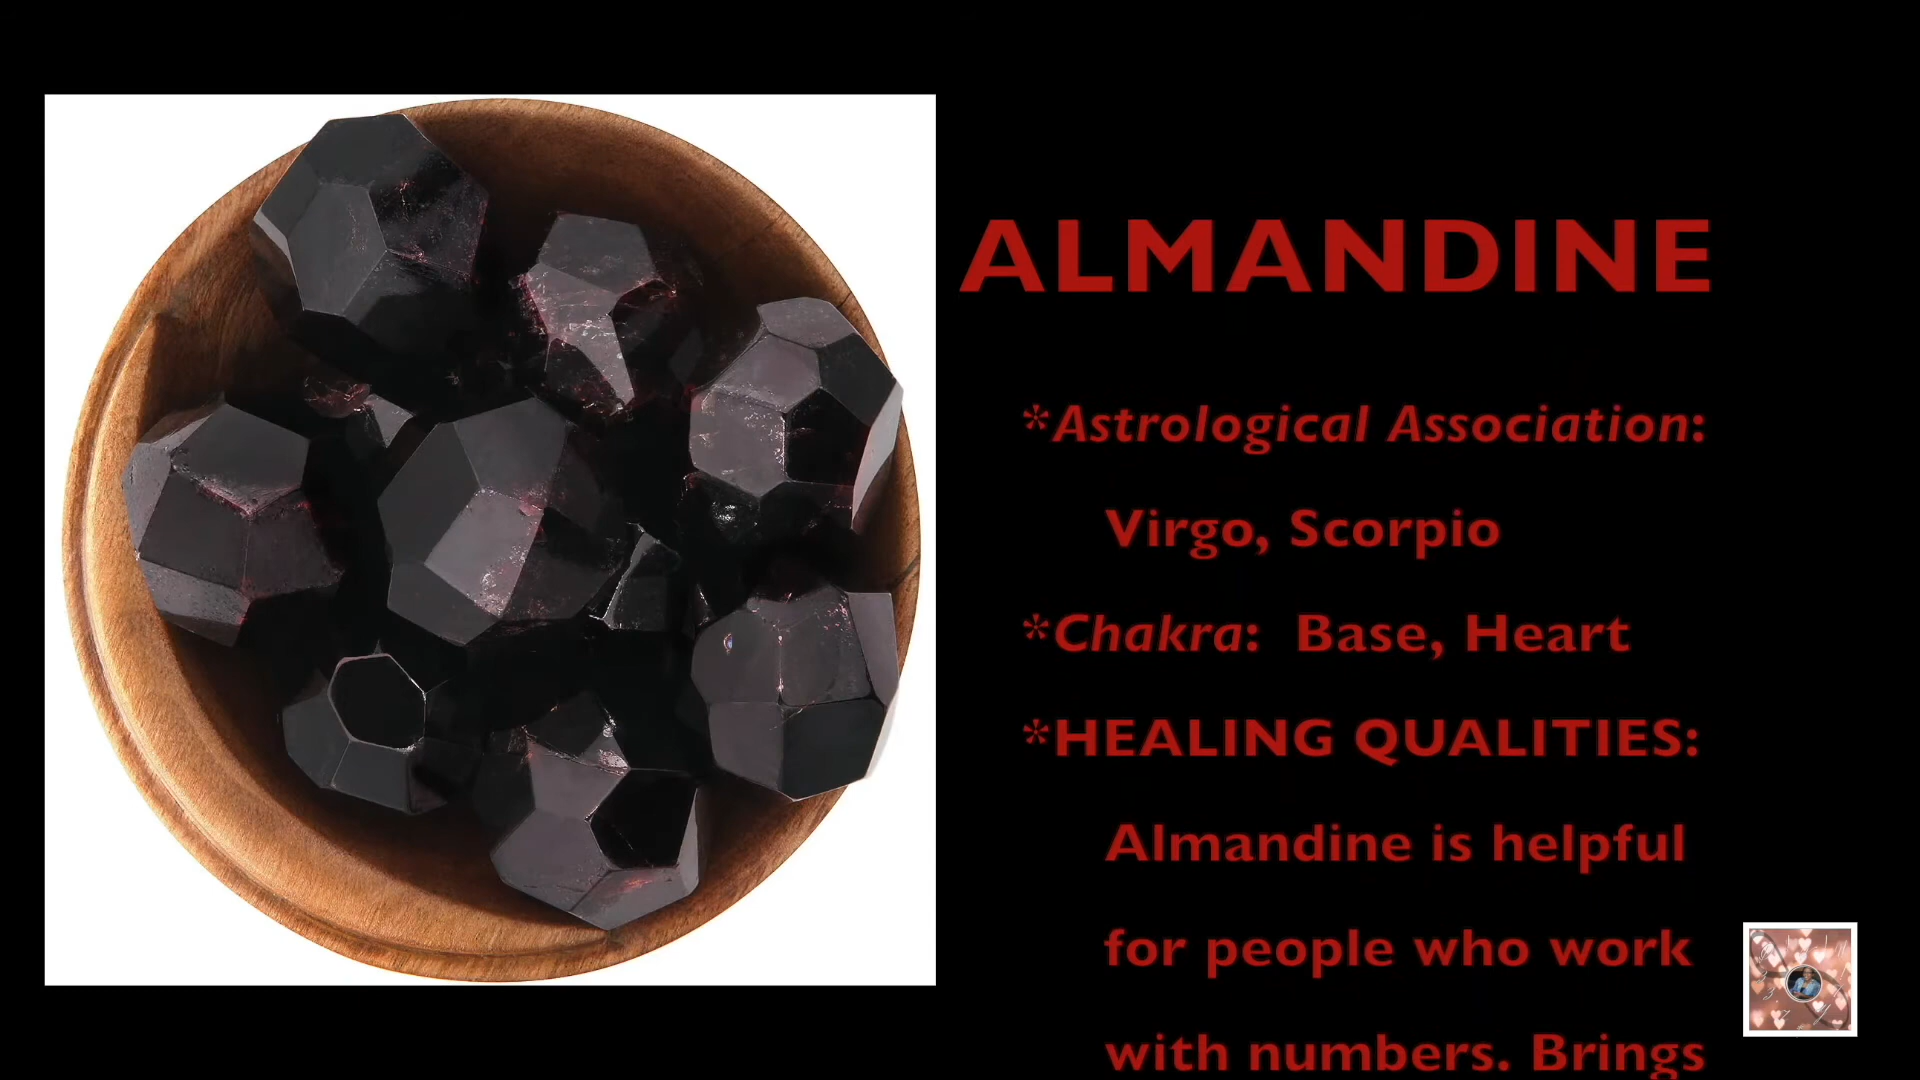 ALMANDINE
*Astrological Association:
Virgo, Scorpio
*Chakra: Base, Heart
*HEALING QUALITIES:
Almandine is helpful
for people who work
with numbers. Brings